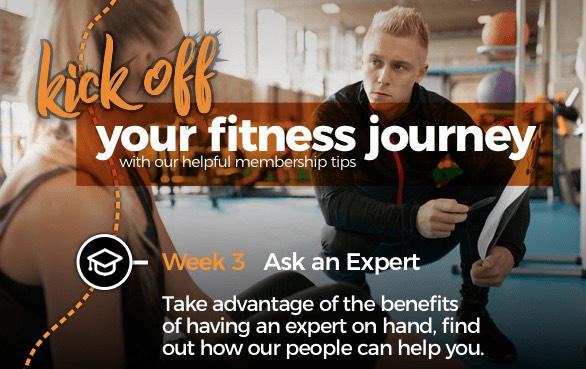 kick off
your fitness journey
with our helpful membership tips
Week 3 Ask an Expert
Take advantage of the benefits
of having an expert on hand, find
out how our people can help you.